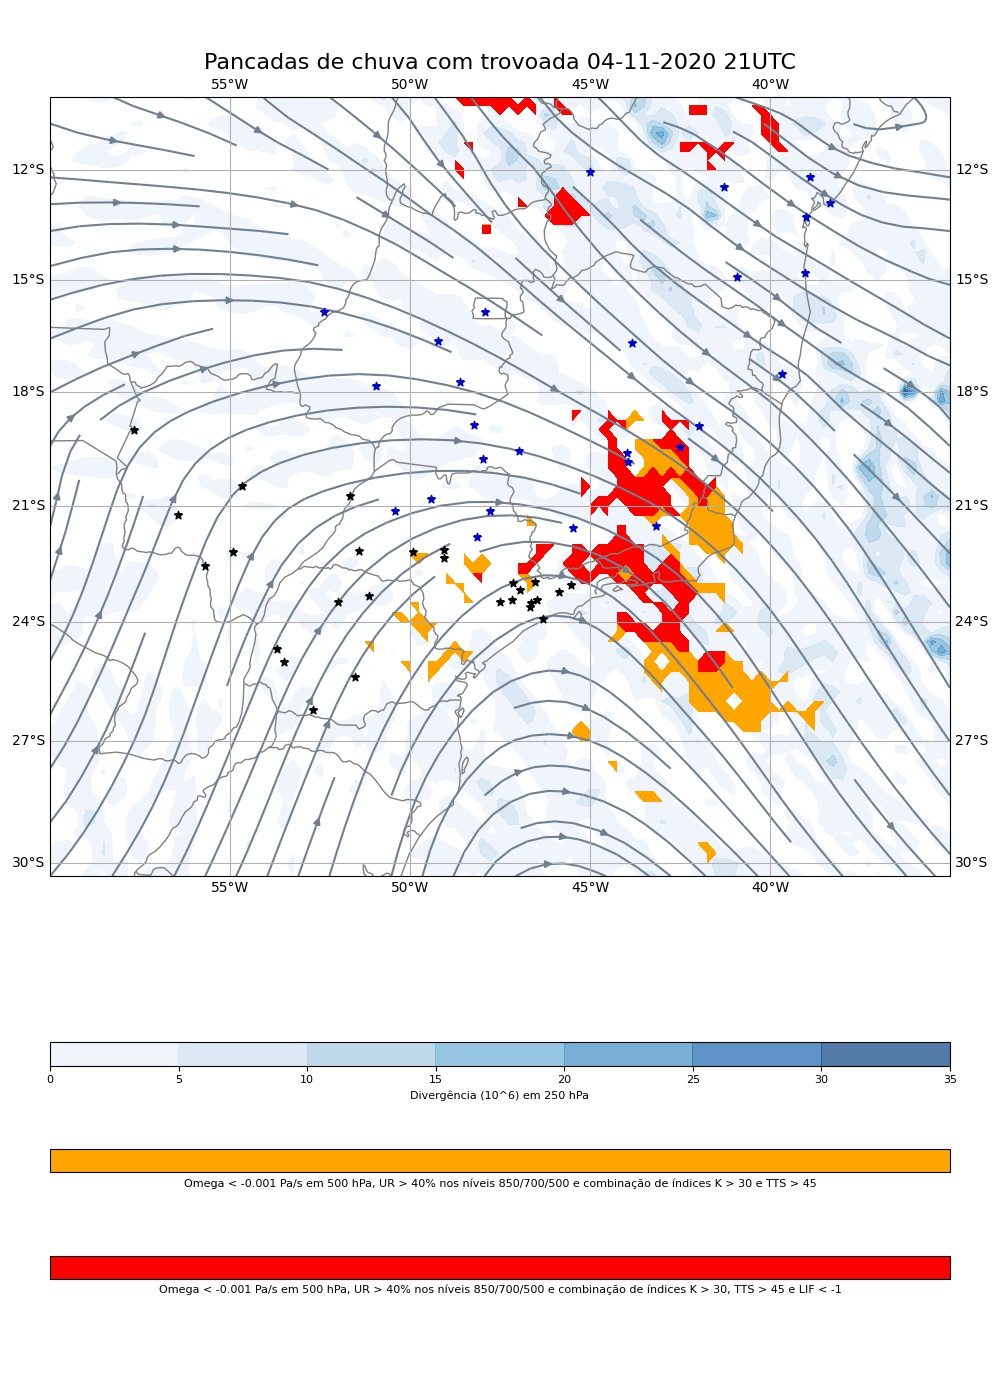 Pancadas de chuva com trovoada 04-11-2020 21UTC
55°W 50°W 45°W 40°W
12°S 12°S
15°S 15°S
18°S 18°S
21°S 21°S
24°S 24°S
27°S 27°S
30°S 30°S
55°W 50°W 45°W 40°W
0 5 10 15 20 25 30 35
Divergência (10^6) em 250 hPa
Omega < -0.001 Pa/s em 500 hPa, UR > 40% nos níveis 850/700/500 e combinação de índices K > 30 e TTS > 45
Omega < -0.001 Pa/s em 500 hPa, UR > 40% nos níveis 850/700/500 e combinação de índices K > 30, TTS > 45 e LIF < -1